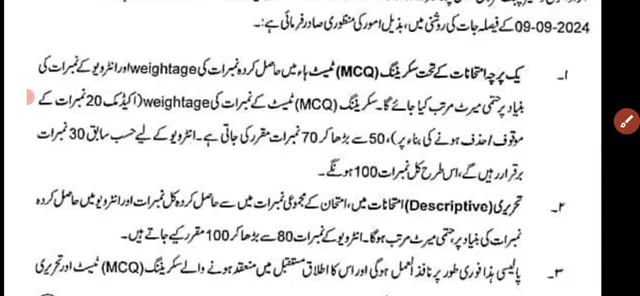 09-09-2024 کے فیصلہ جات کی روشنی میں، بذیل امور کی منظوری صادر فرمائی ہے:۔
۱۔ یک پرچہ امتحانات کے تحت سکریننگ (MCQ) ٹیسٹ ہاء میں حاصل کردہ نمبرات کی weightage اور انٹرویو کے نمبرات کی
بنیاد پر حتمی میرٹ مرتب کیا جائے گا۔ سکریننگ (MCQ) ٹیسٹ کے نمبرات کی weightage (اکیڈمک 20 نمبرات کے
موقوف/حذف ہونے کی بناء پر)، 50 سے بڑھا کر 70 نمبرات مقرر کی جاتی ہے۔ انٹرویو کے لیے حسب سابق 30 نمبرات
برقرار رہیں گے، اس طرح کل نمبرات 100 ہونگے۔
۲۔ تحریری (Descriptive) امتحانات میں، امتحان کے مجموعی نمبرات میں سے حاصل کردہ کل نمبرات اور انٹرویو میں حاصل کردہ
نمبرات کی بنیاد پر حتمی میرٹ مرتب ہوگا۔ انٹرویو کے نمبرات 80 سے بڑھا کر 100 مقرر کیے جاتے ہیں۔
۳۔ پالیسی ہذا فوری طور پر نافذ العمل ہوگی اور اس کا اطلاق مستقبل میں منعقد ہونے والے سکریننگ (MCQ) ٹیسٹ اور تحریری